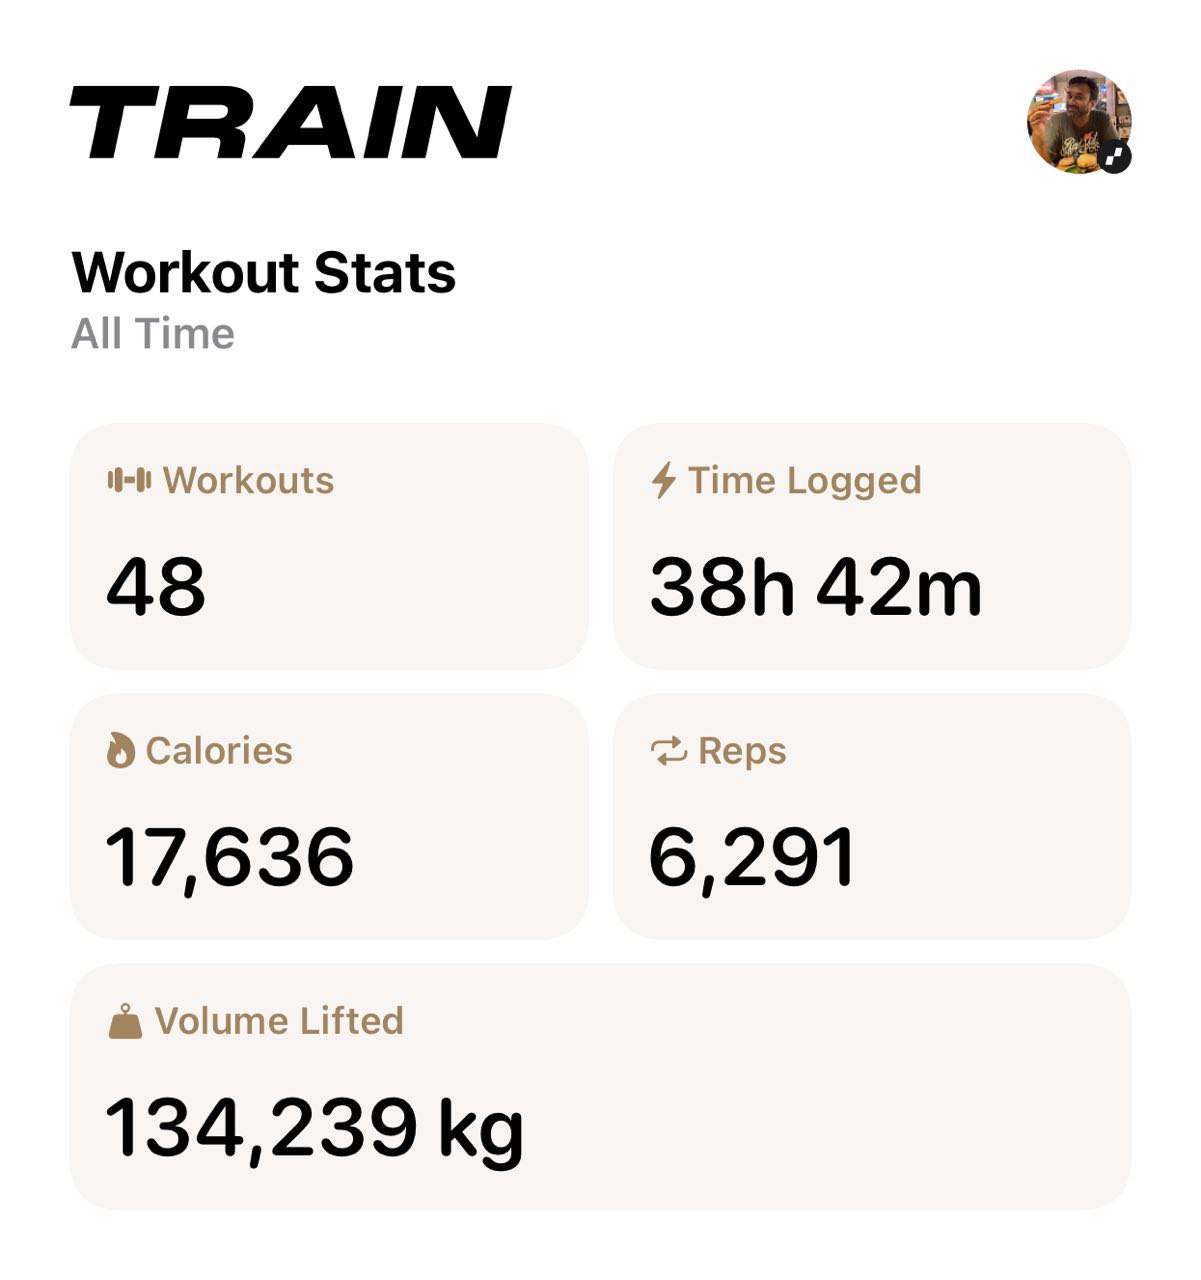 TRAIN
Workout Stats
All Time
Workouts
48
Time Logged
38h 42m
Calories
17,636
Reps
6,291
Volume Lifted
134,239 kg